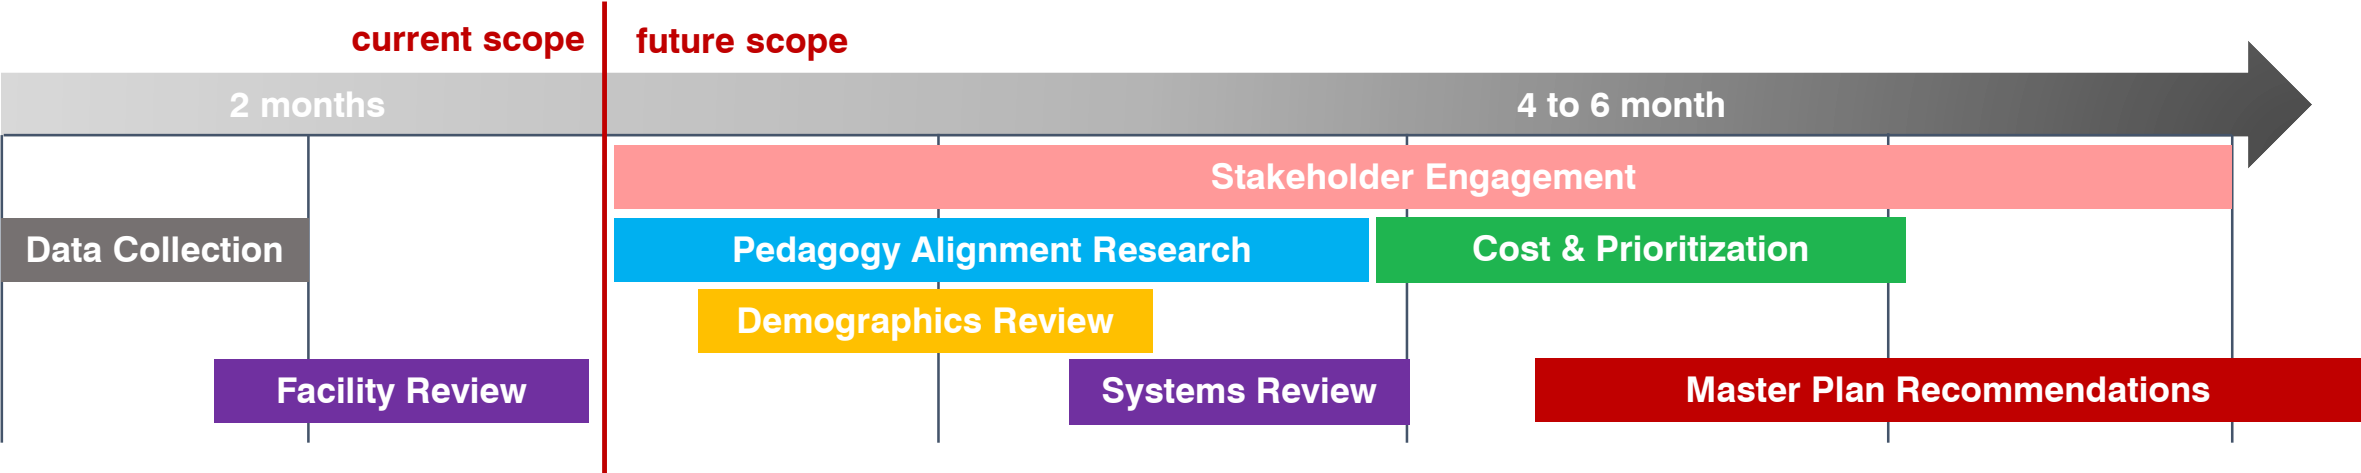 current scope
future scope
2 months
4 to 6 month
Stakeholder Engagement
Data Collection
Pedagogy Alignment Research
Cost & Prioritization
Demographics Review
Facility Review
Systems Review
Master Plan Recommendations